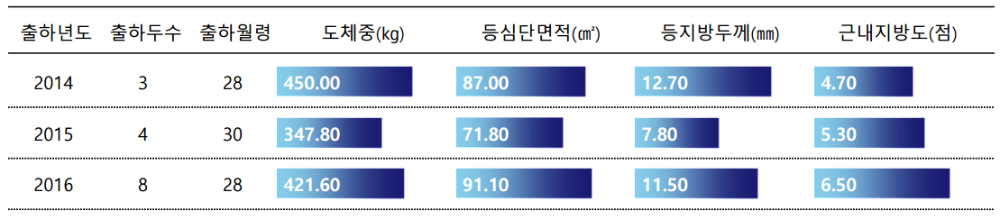 출하년도 출하두수 출하월령 도체중(kg) 등심단면적(㎠) 등지방두께(㎜) 근내지방도(점)
2014 3 28 450.00 87.00 12.70 4.70
2015 4 30 347.80 71.80 7.80 5.30
2016 8 28 421.60 91.10 11.50 6.50